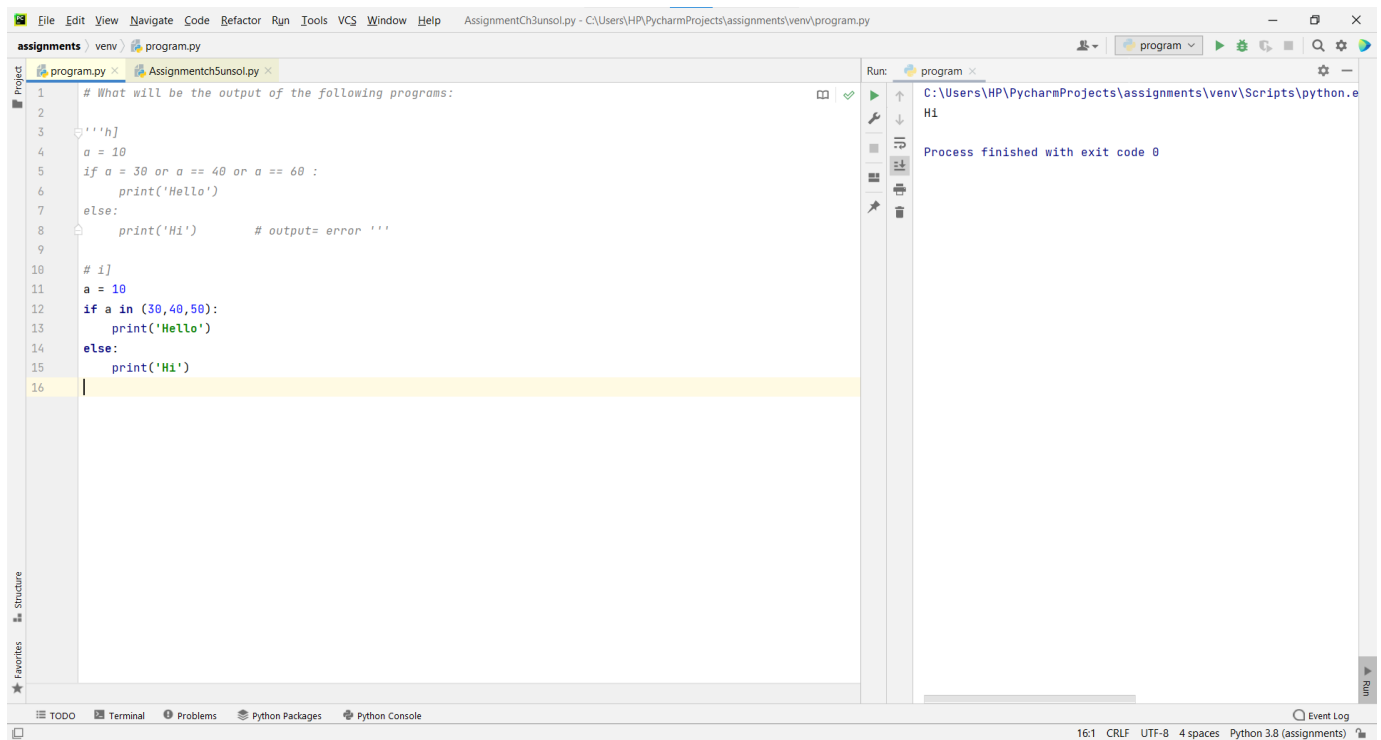 File Edit View Navigate Code Refactor Run Tools VCS Window Help AssignmentCh3unsol.py - C:\Users\HP\PycharmProjects\assignments\venv\program.py
assignments venv program.py
program
Project
program.py Assignmentch5unsol.py
Run: program
1 # What will be the output of the following programs:
2
3 '''h]
4 a = 10
5 if a = 30 or a == 40 or a == 60 :
6 print('Hello')
7 else:
8 print('Hi') # output= error '''
9
10 # i]
11 a = 10
12 if a in (30,40,50):
13 print('Hello')
14 else:
15 print('Hi')
16
C:\Users\HP\PycharmProjects\assignments\venv\Scripts\python.e
Hi
Process finished with exit code 0
Structure
Favorites
Run
TODO Terminal Problems Python Packages Python Console Event Log
16:1 CRLF UTF-8 4 spaces Python 3.8 (assignments)